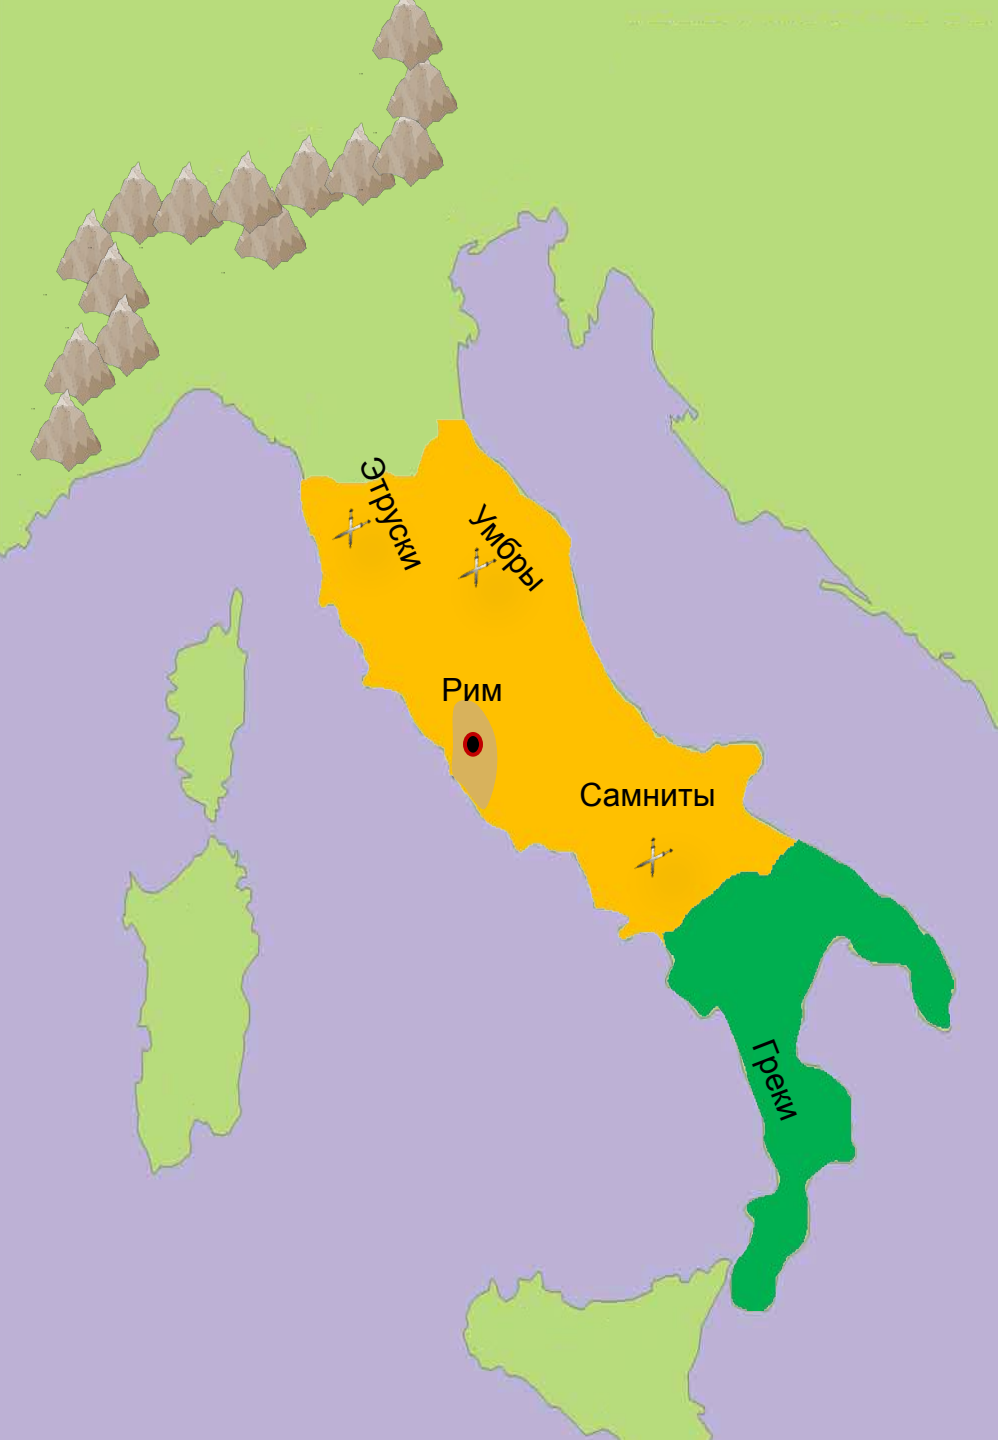 Этруски
Умбры
Рим
Самниты
Греки